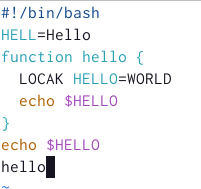 #!/bin/bash
HELL=Hello
function hello {
  LOCAK HELLO=WORLD
  echo $HELLO
}
echo $HELLO
hello
~